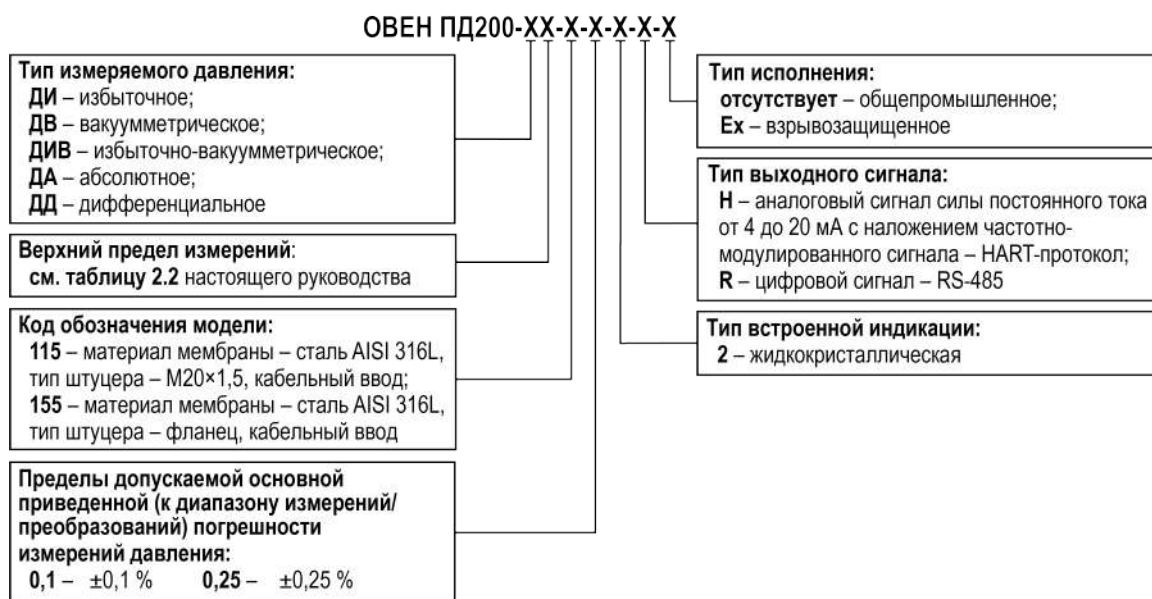 ОВЕН ПД200-XX-X-X-X-X-X
Тип измеряемого давления:
ДИ – избыточное;
ДВ – вакуумметрическое;
ДИВ – избыточно-вакуумметрическое;
ДА – абсолютное;
ДД – дифференциальное
Верхний предел измерений:
см. таблицу 2.2 настоящего руководства
Код обозначения модели:
115 – материал мембраны – сталь AISI 316L,
тип штуцера – М20×1,5, кабельный ввод;
155 – материал мембраны – сталь AISI 316L,
тип штуцера – фланец, кабельный ввод
Пределы допускаемой основной
приведенной (к диапазону измерений/
преобразований) погрешности
измерений давления:
0,1 – ±0,1 % 0,25 – ±0,25 %
Тип исполнения:
отсутствует – общепромышленное;
Ex – взрывозащищенное
Тип выходного сигнала:
H – аналоговый сигнал силы постоянного тока
от 4 до 20 мА с наложением частотно-
модулированного сигнала – HART-протокол;
R – цифровой сигнал – RS-485
Тип встроенной индикации:
2 – жидкокристаллическая